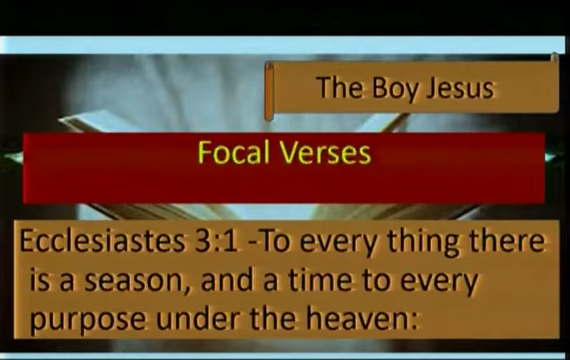 The Boy Jesus
Focal Verses
Ecclesiastes 3:1 -To every thing there
is a season, and a time to every
purpose under the heaven: